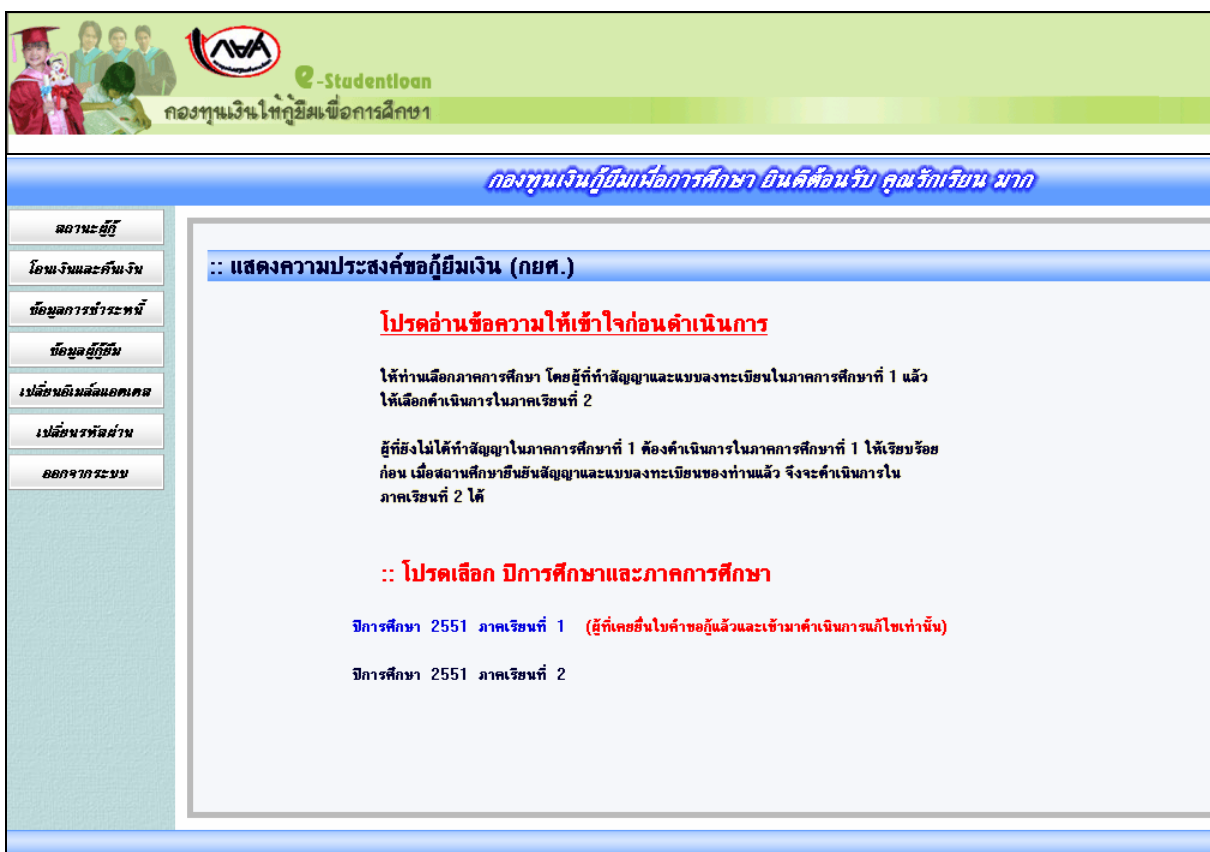 กยศ
e-Studentloan
กองทุนเงินให้กู้ยืมเพื่อการศึกษา
กองทุนเงินกู้ยืมเพื่อการศึกษา ยินดีต้อนรับ คุณรักเรียน มาก
สถานะผู้กู้
โอนเงินและคืนเงิน
ข้อมูลการชำระหนี้
ข้อมูลผู้กู้ยืม
เปลี่ยนอีเมล์แอดเดส
เปลี่ยนรหัสผ่าน
ออกจากระบบ
:: แสดงความประสงค์ขอกู้ยืมเงิน (กยศ.)
โปรดอ่านข้อความให้เข้าใจก่อนดำเนินการ
ให้ท่านเลือกภาคการศึกษา โดยผู้ที่ทำสัญญาและแบบลงทะเบียนในภาคการศึกษาที่ 1 แล้ว
ให้เลือกดำเนินการในภาคเรียนที่ 2
ผู้ที่ยังไม่ได้ทำสัญญาในภาคการศึกษาที่ 1 ต้องดำเนินการในภาคการศึกษาที่ 1 ให้เรียบร้อย
ก่อน เมื่อสถานศึกษายืนยันสัญญาและแบบลงทะเบียนของท่านแล้ว จึงจะดำเนินการใน
ภาคเรียนที่ 2 ได้
:: โปรดเลือก ปีการศึกษาและภาคการศึกษา
ปีการศึกษา 2551 ภาคเรียนที่ 1 (ผู้ที่เคยยื่นใบคำขอกู้แล้วและเข้ามาดำเนินการแก้ไขเท่านั้น)
ปีการศึกษา 2551 ภาคเรียนที่ 2